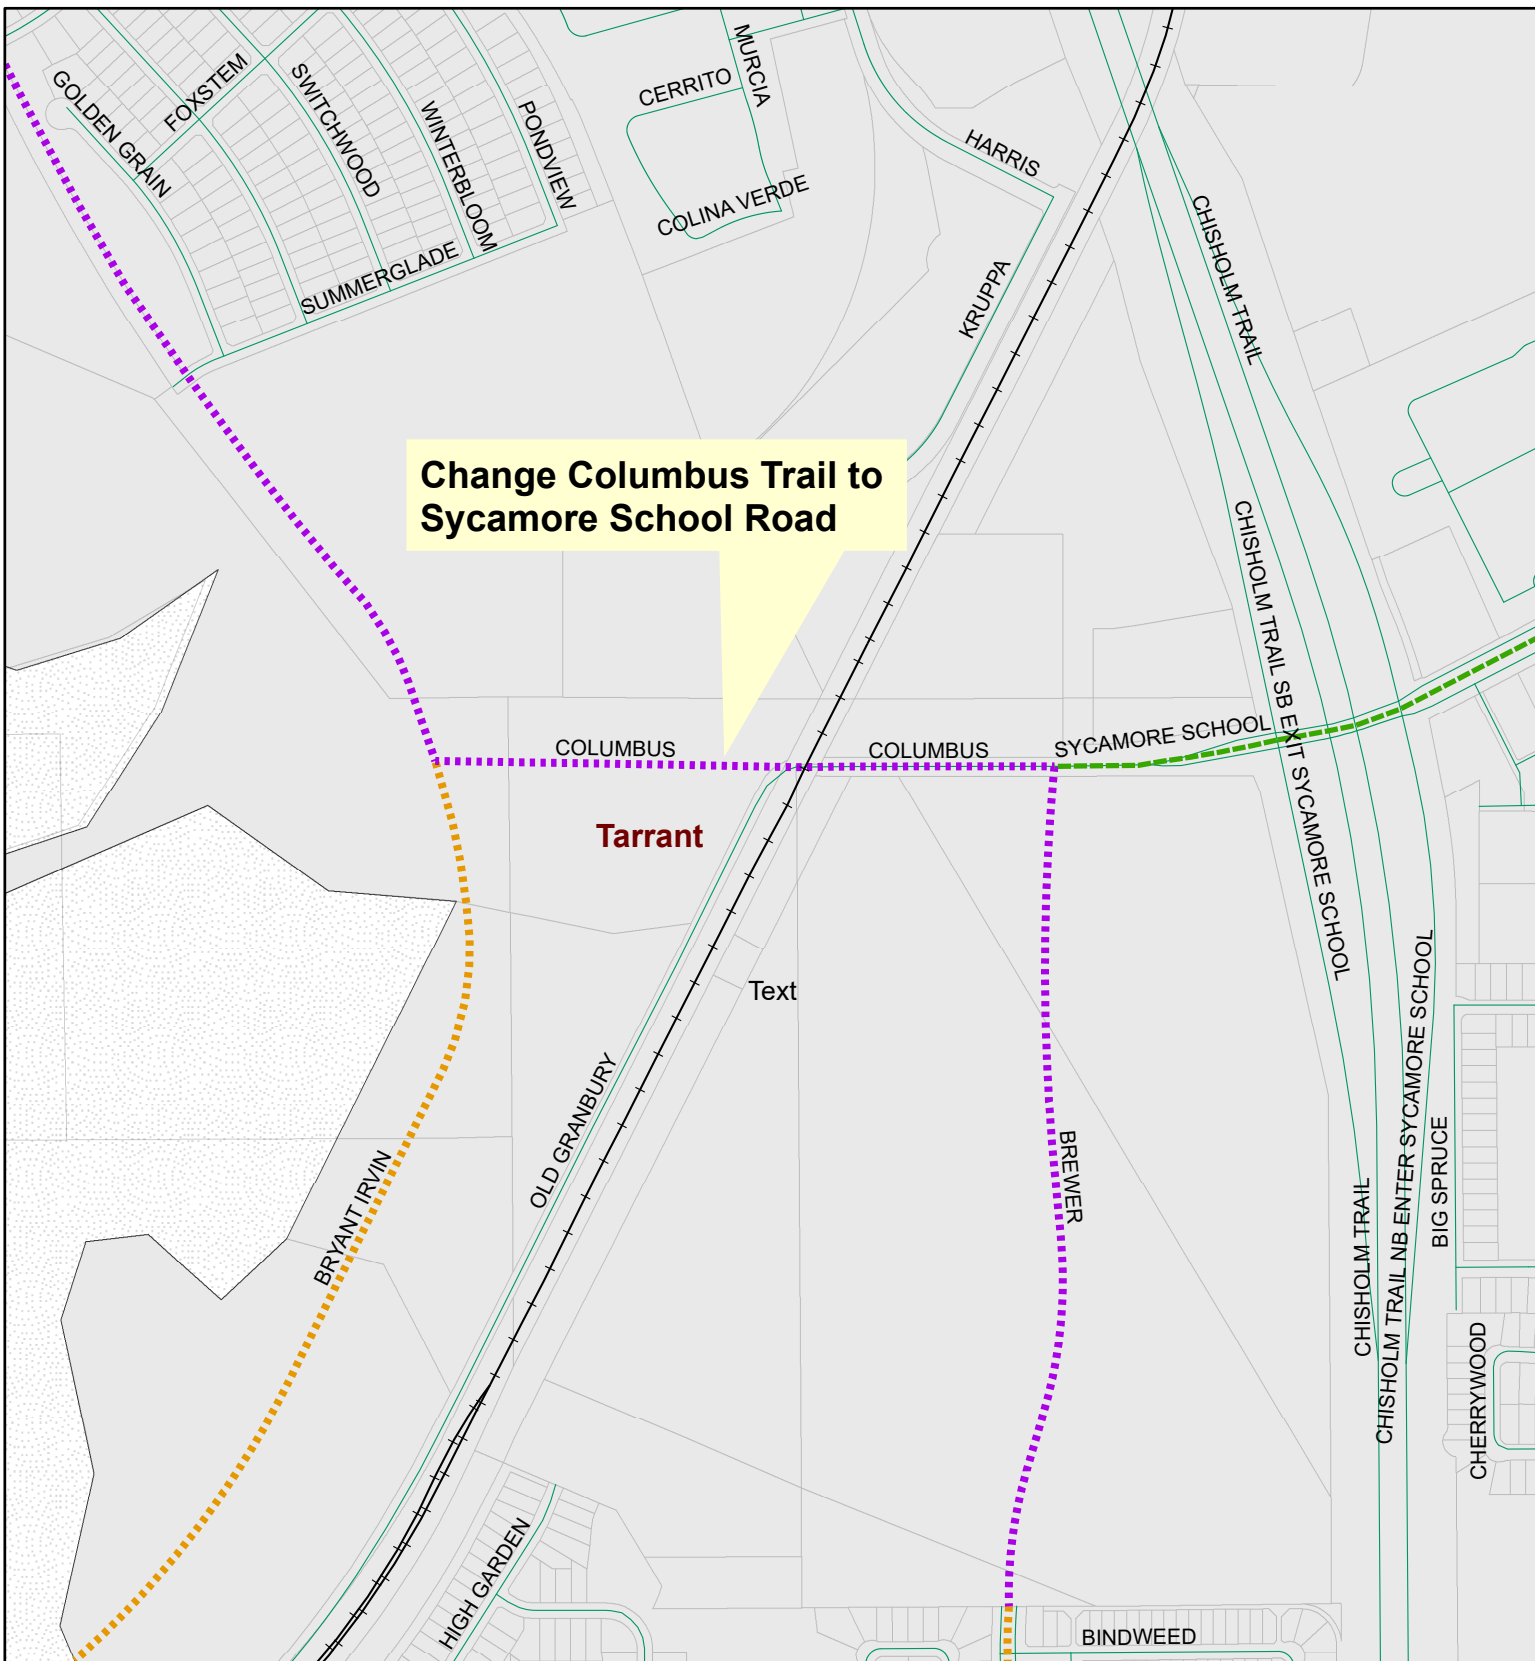 MURCIA
GOLDEN GRAIN
FOXSTEM
SWITCHWOOD
WINTERBLOOM
PONDVIEW
CERRITO
HARRIS
COLINA VERDE
CHISHOLM TRAIL
SUMMERGLADE
KRUPPA
Change Columbus Trail to
Sycamore School Road
CHISHOLM TRAIL SB EXIT SYCAMORE SCHOOL
COLUMBUS
COLUMBUS
SYCAMORE SCHOOL
Tarrant
Text
OLD GRANBURY
BRYANT IRVIN
BREWER
CHISHOLM TRAIL
CHISHOLM TRAIL NB ENTER SYCAMORE SCHOOL
BIG SPRUCE
CHERRYWOOD
HIGH GARDEN
BINDWEED